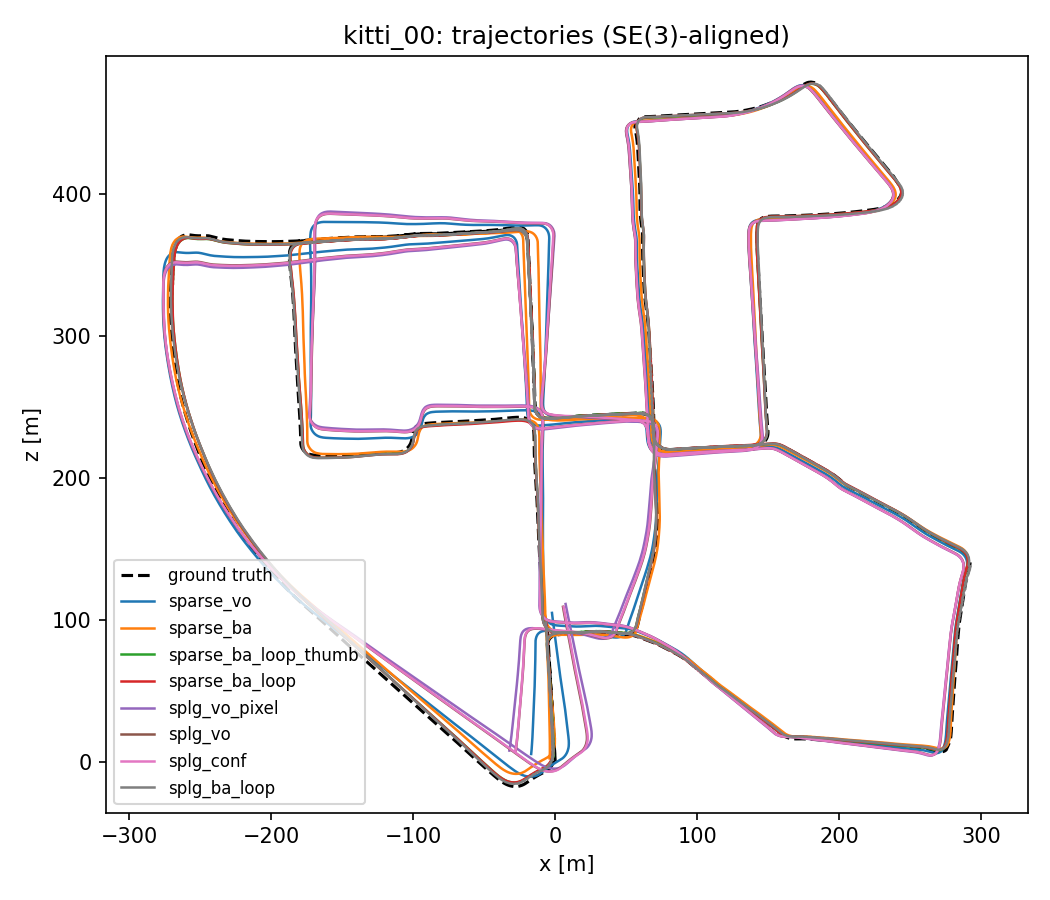 kitti_00: trajectories (SE(3)-aligned)
z [m]
400
300
200
100
0
ground truth
sparse_vo
sparse_ba
sparse_ba_loop_thumb
sparse_ba_loop
splg_vo_pixel
splg_vo
splg_conf
splg_ba_loop
−300 −200 −100 0 100 200 300
x [m]